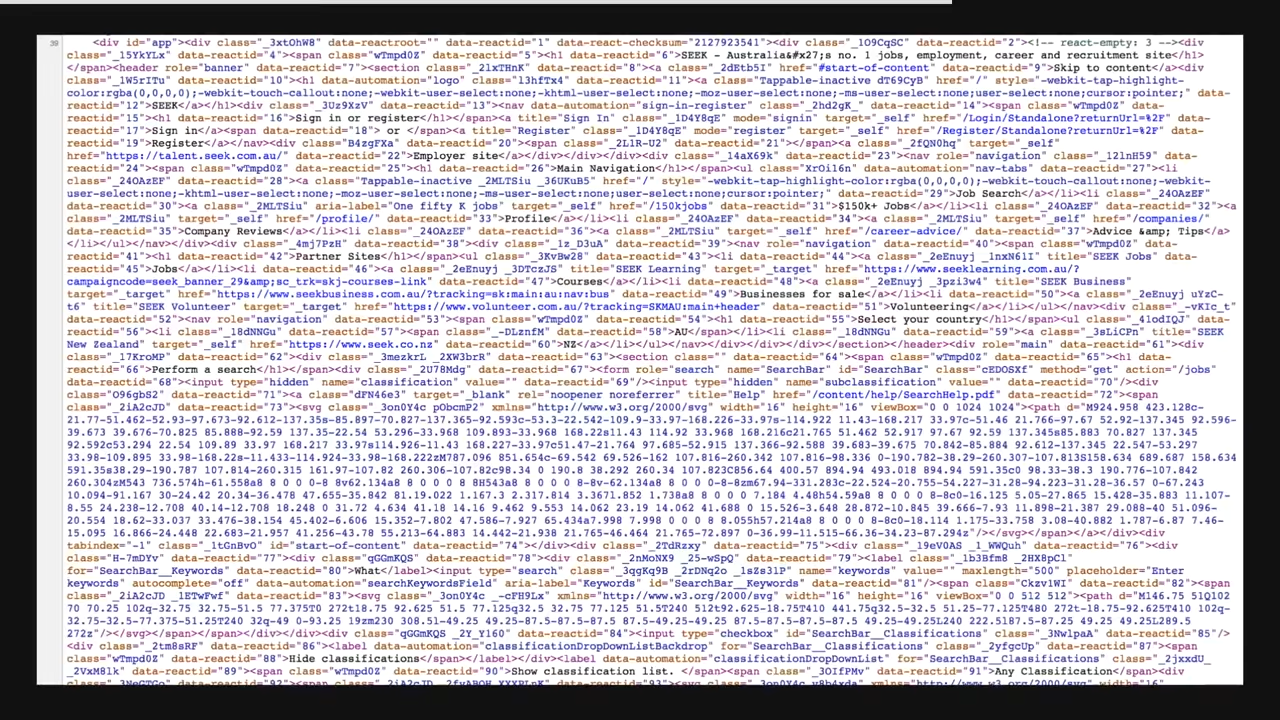 39 <div id="app"><div class="_3xtOhW8" data-reactroot="" data-reactid="1" data-react-checksum="2127923541"><div class="_1O9CqSC" data-reactid="2"><!-- react-empty: 3 --><div
class="_15YkYLx" data-reactid="4"><span class="wTmpd0Z" data-reactid="5"><h1 data-reactid="6">SEEK - Australia&#x27;s no. 1 jobs, employment, career and recruitment site</h1>
</span><header role="banner" data-reactid="7"><section class="2lxTHnK" data-reactid="8"><a class="_2dEtb5I" href="#start-of-content" data-reactid="9">Skip to content</a><div
class="_1W5rITu" data-reactid="10"><h1 data-automation="logo" class="l3hfTx4" data-reactid="11"><a class="Tappable-inactive dT69CyB" href="/" style="-webkit-tap-highlight-
color:rgba(0,0,0,0);-webkit-touch-callout:none;-webkit-user-select:none;-khtml-user-select:none;-moz-user-select:none;-ms-user-select:none;user-select:none;cursor:pointer;" data-
reactid="12">SEEK</a></h1><div class="_3Uz9XzV" data-reactid="13"><nav data-automation="sign-in-register" class="_2hd2gK_" data-reactid="14"><span class="wTmpd0Z" data-
reactid="15"><h1 data-reactid="16">Sign in or register</h1></span><a title="Sign In" class="_1D4Y8qE" mode="signin" target="_self" href="/Login/Standalone?returnUrl=%2F" data-
reactid="17">Sign in</a><span data-reactid="18"> or </span><a title="Register" class="_1D4Y8qE" mode="register" target="_self" href="/Register/Standalone?returnUrl=%2F" data-
reactid="19">Register</a></nav><div class="B4zgFXa" data-reactid="20"><span class="_2L1R-U2" data-reactid="21"></span><a class="_2fQN0hq" target="_self"
href="https://talent.seek.com.au/" data-reactid="22">Employer site</a></div></div></div><div class="_14aX69k" data-reactid="23"><nav role="navigation" class="_12lnH59" data-
reactid="24"><span class="wTmpd0Z" data-reactid="25"><h1 data-reactid="26">Main Navigation</h1></span><ul class="XrOi16n" data-automation="nav-tabs" data-reactid="27"><li
class="_24OAzEF" data-reactid="28"><a class="Tappable-inactive _2MLTSiu _36UKuB5" href="/" style="-webkit-tap-highlight-color:rgba(0,0,0,0);-webkit-touch-callout:none;-webkit-
user-select:none;-khtml-user-select:none;-moz-user-select:none;-ms-user-select:none;user-select:none;cursor:pointer;" data-reactid="29">Job Search</a></li><li class="_24OAzEF"
data-reactid="30"><a class="_2MLTSiu" aria-label="One fifty K jobs" target="_self" href="/150kjobs" data-reactid="31">$150k+ Jobs</a></li><li class="_24OAzEF" data-reactid="32"><a
class="_2MLTSiu" target="_self" href="/profile/" data-reactid="33">Profile</a></li><li class="_24OAzEF" data-reactid="34"><a class="_2MLTSiu" target="_self" href="/companies/"
data-reactid="35">Company Reviews</a></li><li class="_24OAzEF" data-reactid="36"><a class="_2MLTSiu" target="_self" href="/career-advice/" data-reactid="37">Advice &amp; Tips</a>
</li></ul></nav></div><div class="_4mj7PzH" data-reactid="38"><div class="_1z_D3uA" data-reactid="39"><nav role="navigation" data-reactid="40"><span class="wTmpd0Z" data-
reactid="41"><h1 data-reactid="42">Partner Sites</h1></span><ul class="_3KvBw28" data-reactid="43"><li data-reactid="44"><a class="_2eEnuyj _1nxN6lI" title="SEEK Jobs" data-
reactid="45">Jobs</a></li><li data-reactid="46"><a class="_2eEnuyj _3DTczJS" title="SEEK Learning" target="_target" href="https://www.seeklearning.com.au/?
campaigncode=seek_banner_29&amp;sc_trk=skj-courses-link" data-reactid="47">Courses</a></li><li data-reactid="48"><a class="_2eEnuyj _3pzi3w4" title="SEEK Business"
target="_target" href="https://www.seekbusiness.com.au/?tracking=sk:main:au:nav:bus" data-reactid="49">Businesses for sale</a></li><li data-reactid="50"><a class="_2eEnuyj uYzC-
t6" title="SEEK Volunteer" target="_target" href="https://www.volunteer.com.au/?tracking=SKMAU:main+header" data-reactid="51">Volunteering</a></li></ul></nav><div class="_-vKIc_t"
data-reactid="52"><nav role="navigation" data-reactid="53"><span class="wTmpd0Z" data-reactid="54"><h1 data-reactid="55">Select your country</h1></span><ul class="_41odIQJ" data-
reactid="56"><li class="_18dNNGu" data-reactid="57"><span class="_-DLznfM" data-reactid="58">AU</span></li><li class="_18dNNGu" data-reactid="59"><a class="_3sLiCPn" title="SEEK
New Zealand" target="_self" href="https://www.seek.co.nz" data-reactid="60">NZ</a></li></ul></nav></div></div></div></section></header><div role="main" data-reactid="61"><div
class="_17KroMP" data-reactid="62"><div class="_3mezkrL _2XW3brR" data-reactid="63"><section class="" data-reactid="64"><span class="wTmpd0Z" data-reactid="65"><h1 data-
reactid="66">Perform a search</h1></span><div class="_2U78Mdg" data-reactid="67"><form role="search" name="SearchBar" id="SearchBar" class="cEDOSXf" method="get" action="/jobs"
data-reactid="68"><input type="hidden" name="classification" value="" data-reactid="69"/><input type="hidden" name="subclassification" value="" data-reactid="70"/><div
class="O96gbS2" data-reactid="71"><a class="dFN46e3" target="_blank" rel="noopener noreferrer" title="Help" href="/content/help/SearchHelp.pdf" data-reactid="72"><span
class="_2iA2cJD" data-reactid="73"><svg class="_3on0Y4c pObcmP2" xmlns="http://www.w3.org/2000/svg" width="16" height="16" viewBox="0 0 1024 1024"><path d="M924.958 423.128c-
tabindex="-1" class="_1tGnBvO" id="start-of-content" data-reactid="74"></div><div class="_2TdRzxy" data-reactid="75"><div class="_19eV0AS _1_WWQuh" data-reactid="76"><div
class="H-7mDYv" data-reactid="77"><div class="qGGmKQS" data-reactid="78"><div class="_2nMoNX9 _25-wSpQ" data-reactid="79"><label class="_1b3Bfm8 _2HX8pCl"
for="SearchBar__Keywords" data-reactid="80">What</label><input type="search" class="_3qgKq9B _2rDNq2o _1sZs3lP" name="keywords" value="" maxlength="500" placeholder="Enter
keywords" autocomplete="off" data-automation="searchKeywordsField" aria-label="Keywords" id="SearchBar__Keywords" data-reactid="81"/><span class="Ckzv1WI" data-reactid="82"><span
class="_2iA2cJD _1ETwFwf" data-reactid="83"><svg class="_3on0Y4c _-cFH9Lx" xmlns="http://www.w3.org/2000/svg" width="16" height="16" viewBox="0 0 512 512"><path d="M146.75 51Q102
272z"/></svg></span></span></div></div><div class="qGGmKQS _2Y_Y160" data-reactid="84"><input type="checkbox" id="SearchBar__Classifications" class="_3NwlpaA" data-reactid="85"/>
<div class="_2tm8sRF" data-reactid="86"><label data-automation="classificationDropDownListBackdrop" for="SearchBar__Classifications" class="_2yfgcUp" data-reactid="87"><span
class="wTmpd0Z" data-reactid="88">Hide classifications</span></label><label data-automation="classificationDropDownList" for="SearchBar__Classifications" class="_2jxxdU_
_2VxM8lk" data-reactid="89"><span class="wTmpd0Z" data-reactid="90">Show classification list. </span><span class="_3OIfPMv" data-reactid="91">Any Classification</span><div